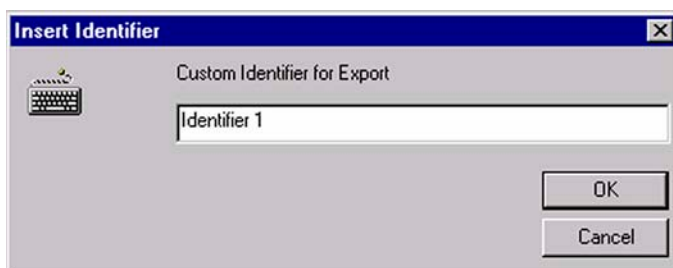 Insert Identifier
Custom Identifier for Export
Identifier 1
OK
Cancel